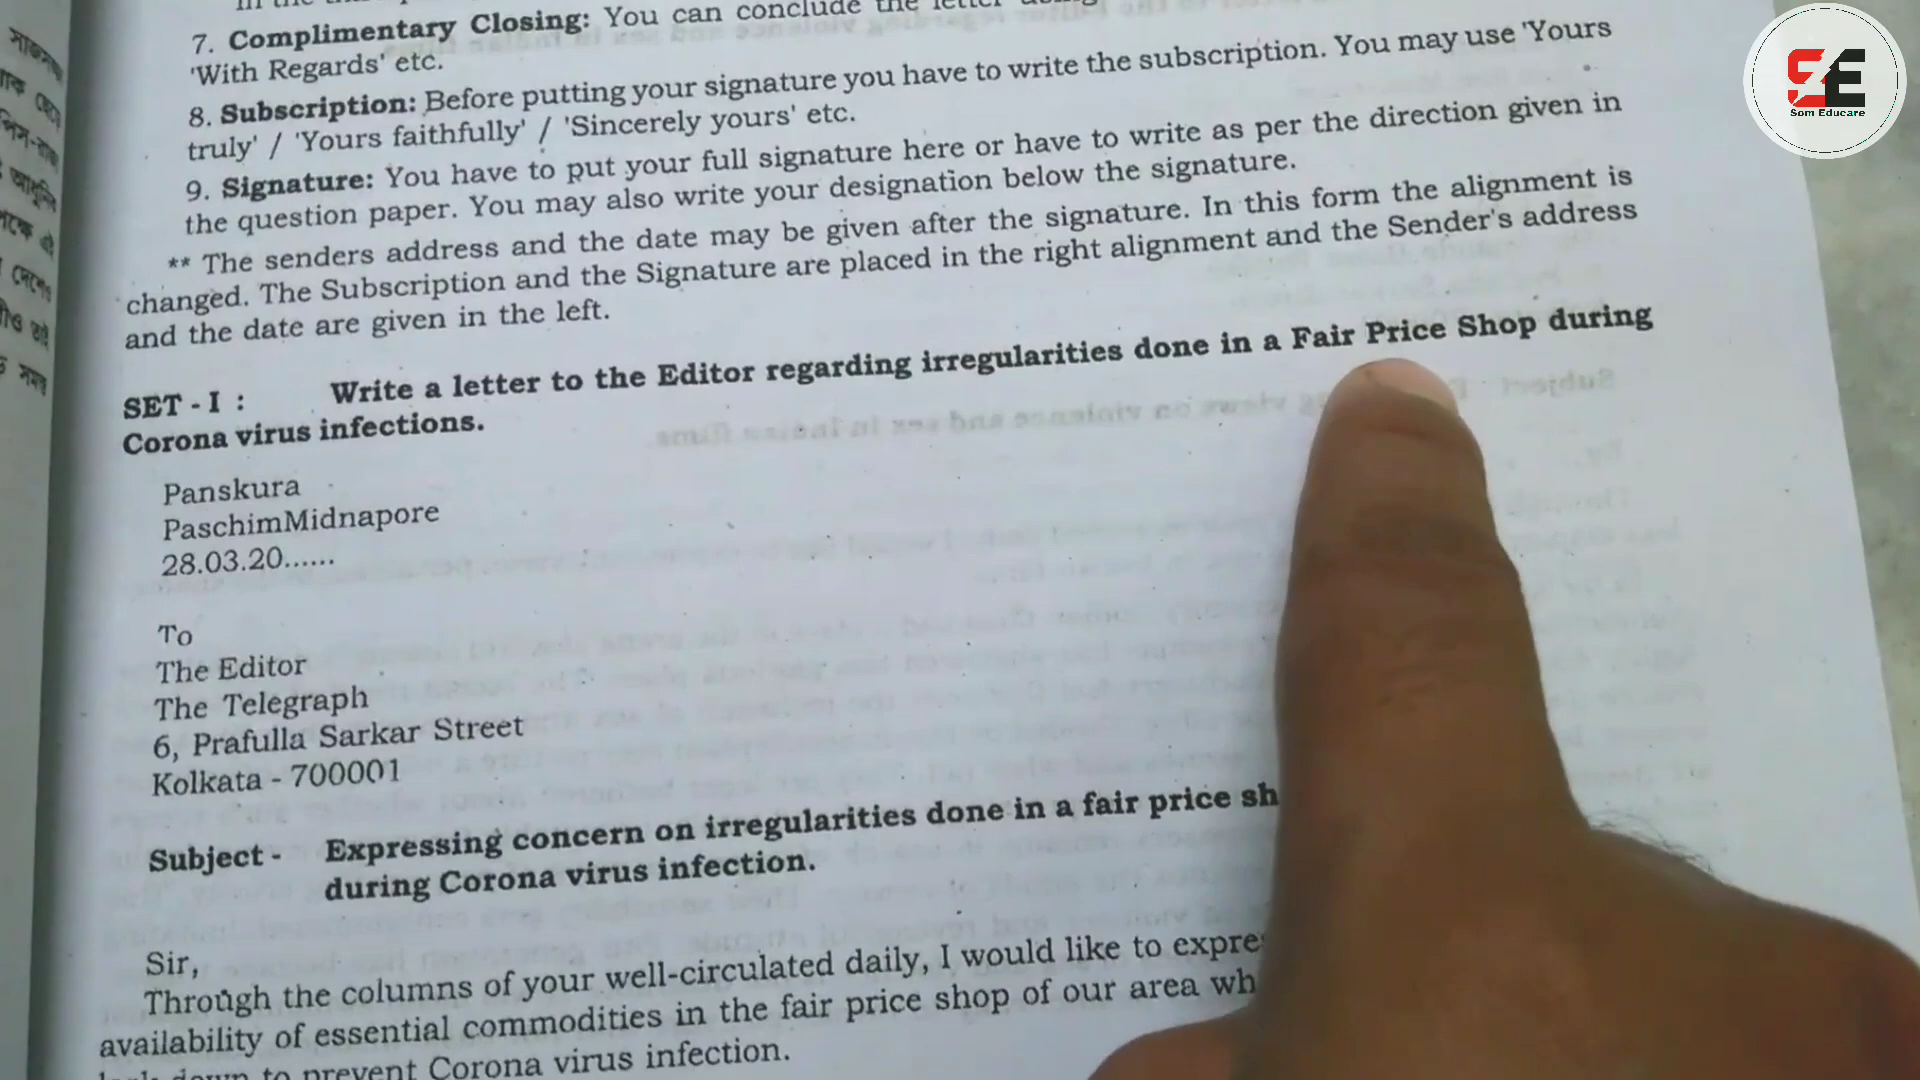 7. Complimentary Closing: You can conclude the letter
'With Regards' etc.
8. Subscription: Before putting your signature you have to write the subscription. You may use 'Yours
truly' / 'Yours faithfully' / 'Sincerely yours' etc.
9. Signature: You have to put your full signature here or have to write as per the direction given in
the question paper. You may also write your designation below the signature.
** The senders address and the date may be given after the signature. In this form the alignment is
changed. The Subscription and the Signature are placed in the right alignment and the Sender's address
and the date are given in the left.
SET - I : Write a letter to the Editor regarding irregularities done in a Fair Price Shop during
Corona virus infections.
Panskura
PaschimMidnapore
28.03.20......
To
The Editor
The Telegraph
6, Prafulla Sarkar Street
Kolkata - 700001
Subject - Expressing concern on irregularities done in a fair price sh
during Corona virus infection.
Sir,
Through the columns of your well-circulated daily, I would like to expre
availability of essential commodities in the fair price shop of our area wh
down to prevent Corona virus infection.
SE
Som Educare